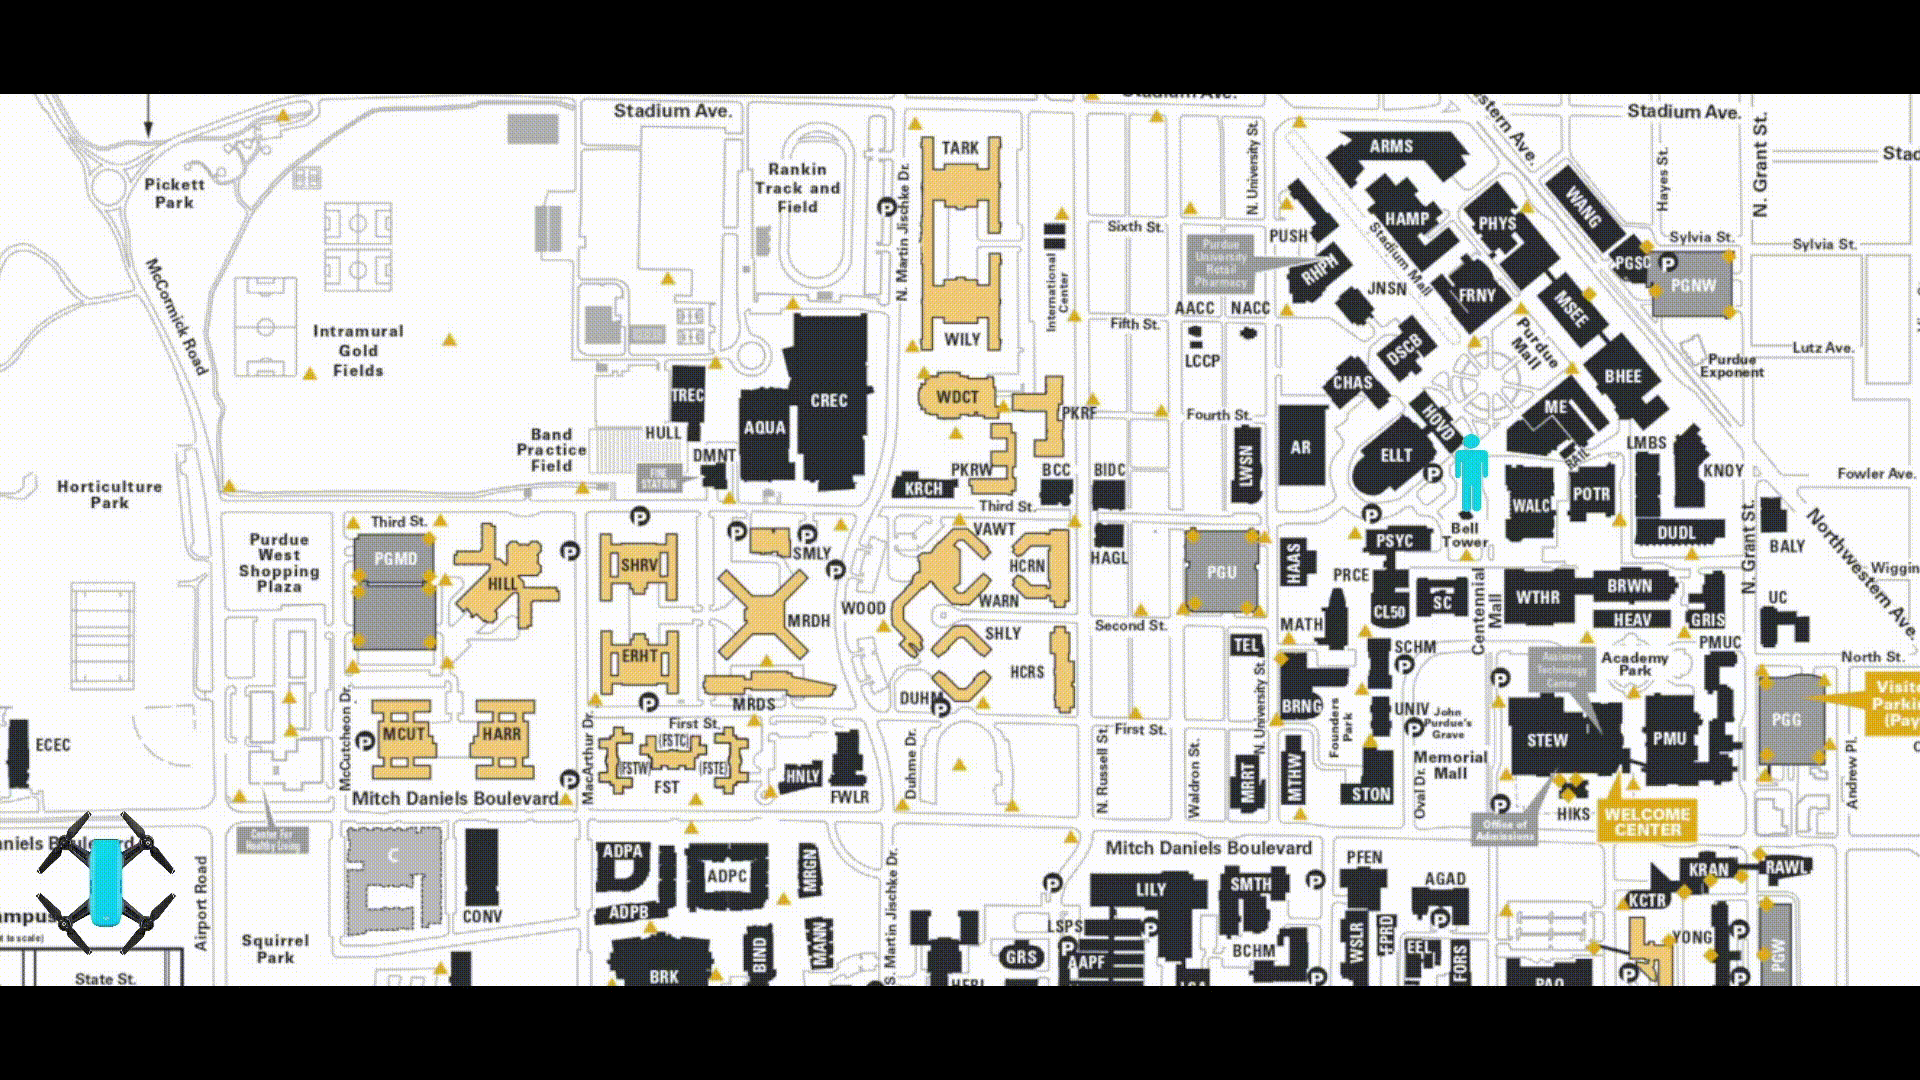 Stadium Ave.
Stadium Ave.
Stadium Ave.
Western Ave.
N. Grant St.
Pickett
Park
Rankin
Track and
Field
TARK
ARMS
N. Martin Jischke Dr.
N. University St.
Hayes St.
WANG
HAMP
PHYS
PUSH
Sixth St.
Sylvia St.
Sylvia St.
Purdue
University
Retail
Pharmacy
RHPH
Stadium Mall
PGSC
P
PGNW
International
Center
McCormick Road
JNSN
FRNY
MSEE
AACC
NACC
Intramural
Gold
Fields
WILY
Fifth St.
LCCP
DSCB
Purdue
Mall
Lutz Ave.
Purdue
Exponent
TREC
CREC
WDCT
PKRF
CHAS
BHEE
ME
HOVD
Fourth St.
AQUA
HULL
Band
Practice
Field
DMNT
FIRE
STATION
AR
ELLT
LWSN
LMBS
KNOY
RAIL
Fowler Ave.
PKRW
BCC
BIDC
KRCH
Horticulture
Park
WALC
POTR
Third St.
Third St.
VAWT
DUDL
Bell
Tower
PSYC
BALY
N. Grant St.
Northwestern Ave.
Purdue
West
Shopping
Plaza
PGMD
SMLY
SHRV
HILL
HCRN
HAGL
PGU
HAAS
PRCE
WARN
WOOD
MRDH
CL50
SC
Centennial
Mall
WTHR
BRWN
HEAV
GRIS
UC
MATH
Second St.
TEL
SHLY
ERHT
HCRS
SCHM
PMUC
Academy
Park
North St.
DUHM
MRDS
BRNG
UNIV
John
Purdue's
Grave
Founders
Park
N. University St.
Memorial
Mall
STEW
PMU
PGG
MCUT
HARR
McCutcheon Dr.
MacArthur Dr.
First St.
First St.
(FSTC)
(FSTW)
(FSTE)
FST
HNLY
FWLR
Duhme Dr.
N. Russell St.
Waldron St.
MRRT
MTHW
STON
Oval Dr.
Andrew Pl.
ECEC
Mitch Daniels Boulevard
HIKS
Office of
Admissions
WELCOME
CENTER
Center For
Healthy Living
Airport Road
C
CONV
ADPA
ADPB
ADPC
MRGN
Mitch Daniels Boulevard
PFEN
LILY
SMTH
AGAD
KRAN
RAWL
KCTR
S. Martin Jischke Dr.
Squirrel
Park
BRK
BIND
MANN
LSPS
GRS
AAPF
BCHM
WSLR
FPRD
EEL
FORS
YONG
PGW
State St.